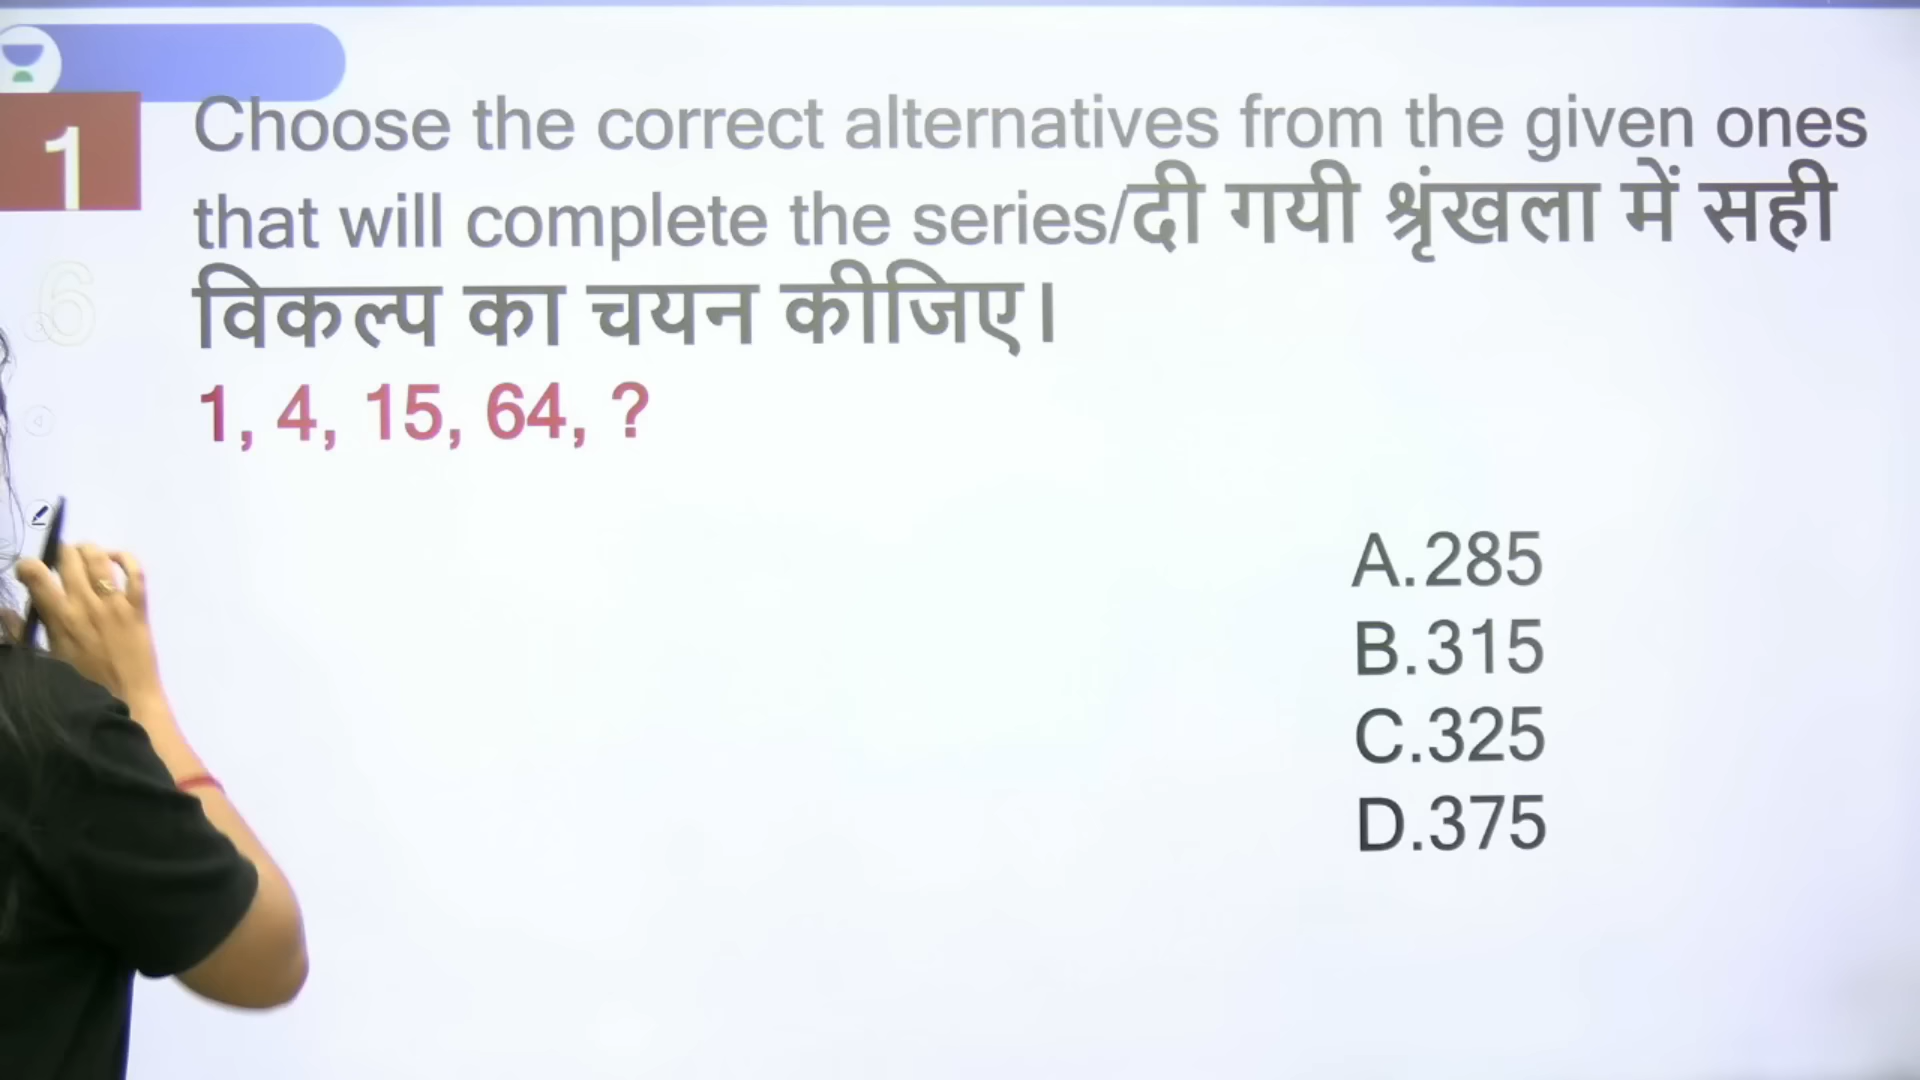 1
Choose the correct alternatives from the given ones
that will complete the series/दी गयी श्रृंखला में सही
विकल्प का चयन कीजिए।
1, 4, 15, 64, ?
6
A.285
B.315
C.325
D.375